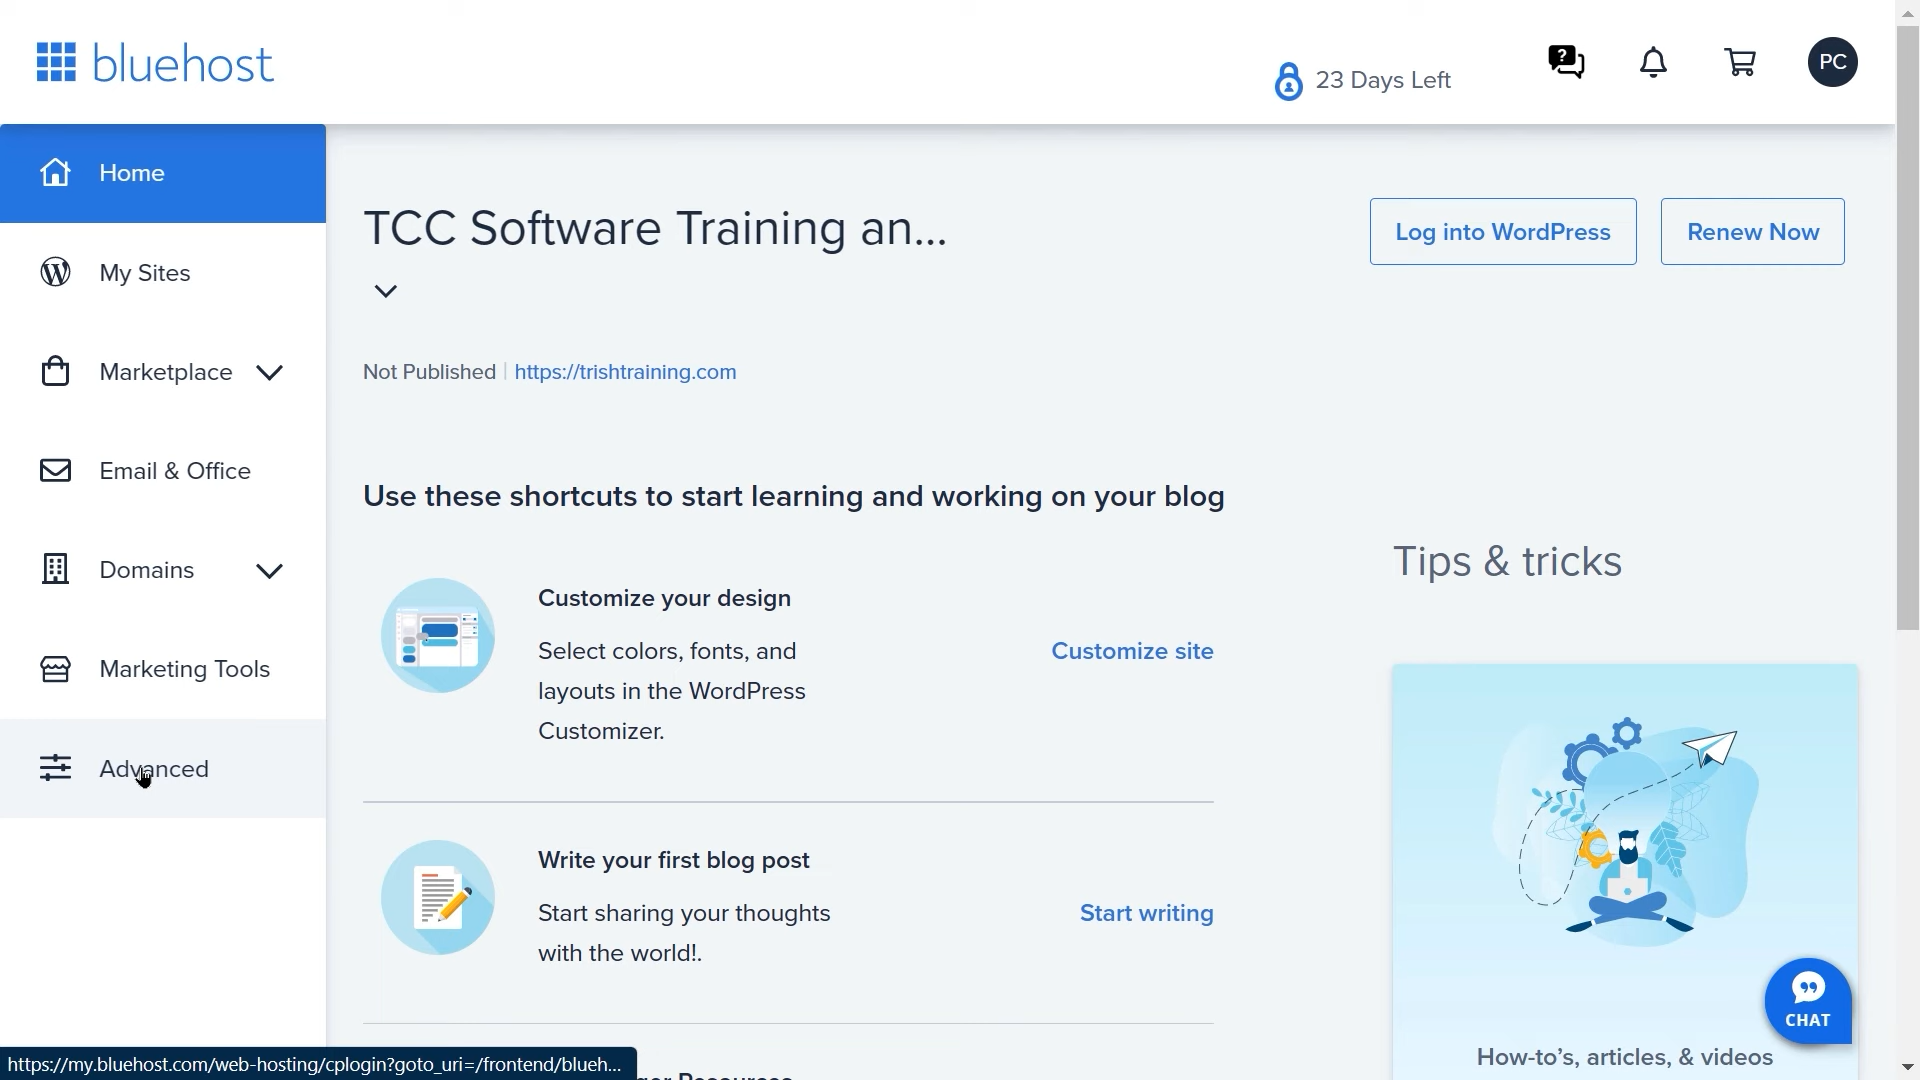 bluehost
?
23 Days Left
PC
Home
My Sites
Marketplace
Email & Office
Domains
Marketing Tools
Advanced
TCC Software Training an...
Log into WordPress
Renew Now
Not Published
https://trishtraining.com
Use these shortcuts to start learning and working on your blog
Customize your design
Select colors, fonts, and
layouts in the WordPress
Customizer.
Customize site
Write your first blog post
Start sharing your thoughts
with the world!.
Start writing
Tips & tricks
How-to’s, articles, & videos
CHAT
https://my.bluehost.com/web-hosting/cplogin?goto_uri=/frontend/blueh...